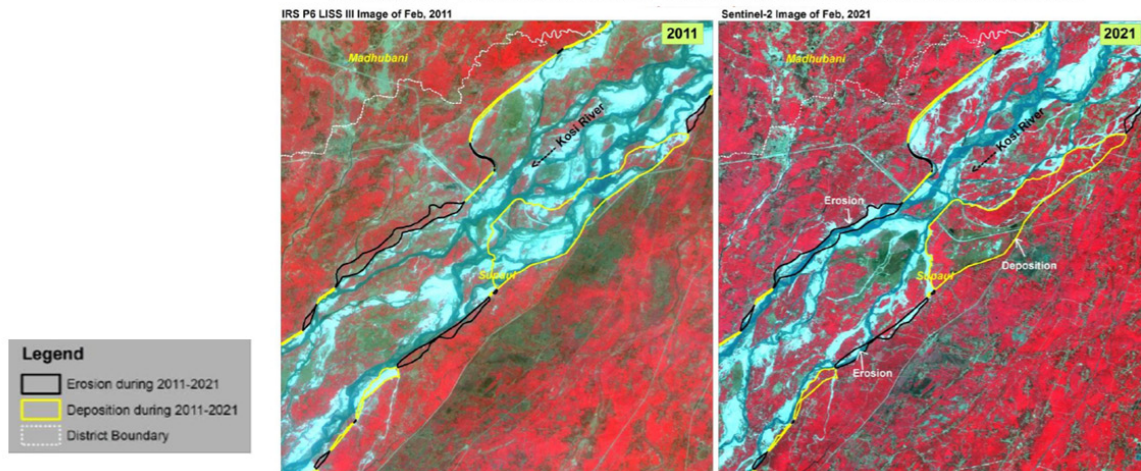 IRS P6 LISS III Image of Feb, 2011
2011
Madhubani
Kosi River
Supaul
Sentinel-2 Image of Feb, 2021
2021
Madhubani
Kosi River
Erosion
Deposition
Supaul
Erosion
Legend
Erosion during 2011-2021
Deposition during 2011-2021
District Boundary